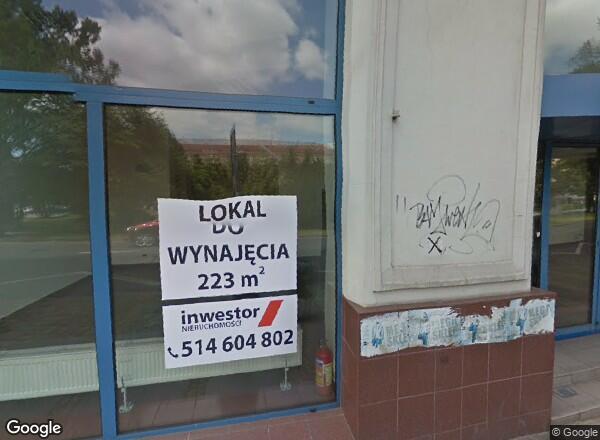 LOKAL
DO
WYNAJĘCIA
223 m²
inwestor
NIERUCHOMOŚCI
514 604 802
Google
© Google